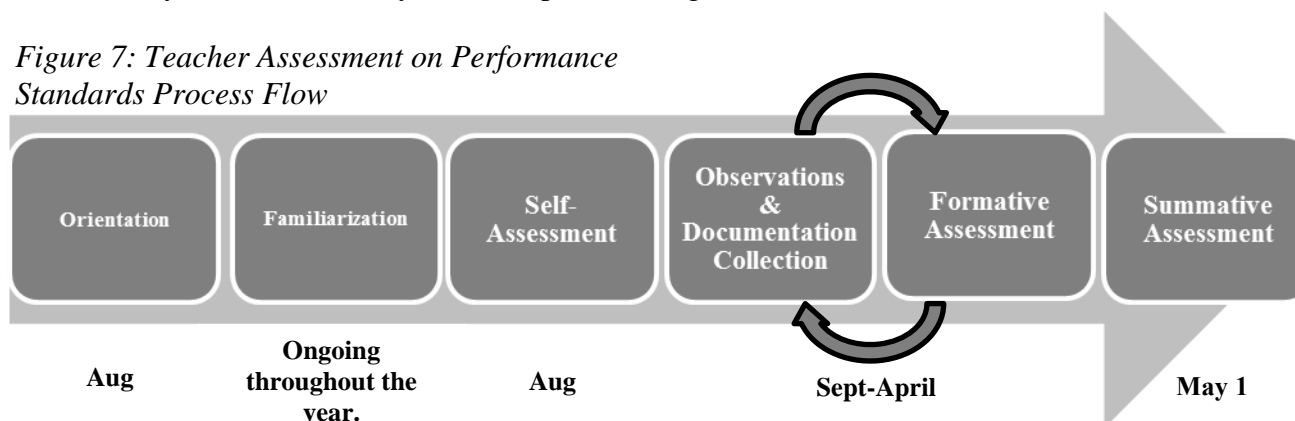 Figure 7: Teacher Assessment on Performance
Standards Process Flow
Orientation
Familiarization
Self-
Assessment
Observations
&
Documentation
Collection
Formative
Assessment
Summative
Assessment
Aug
Ongoing
throughout the
year.
Aug
Sept-April
May 1